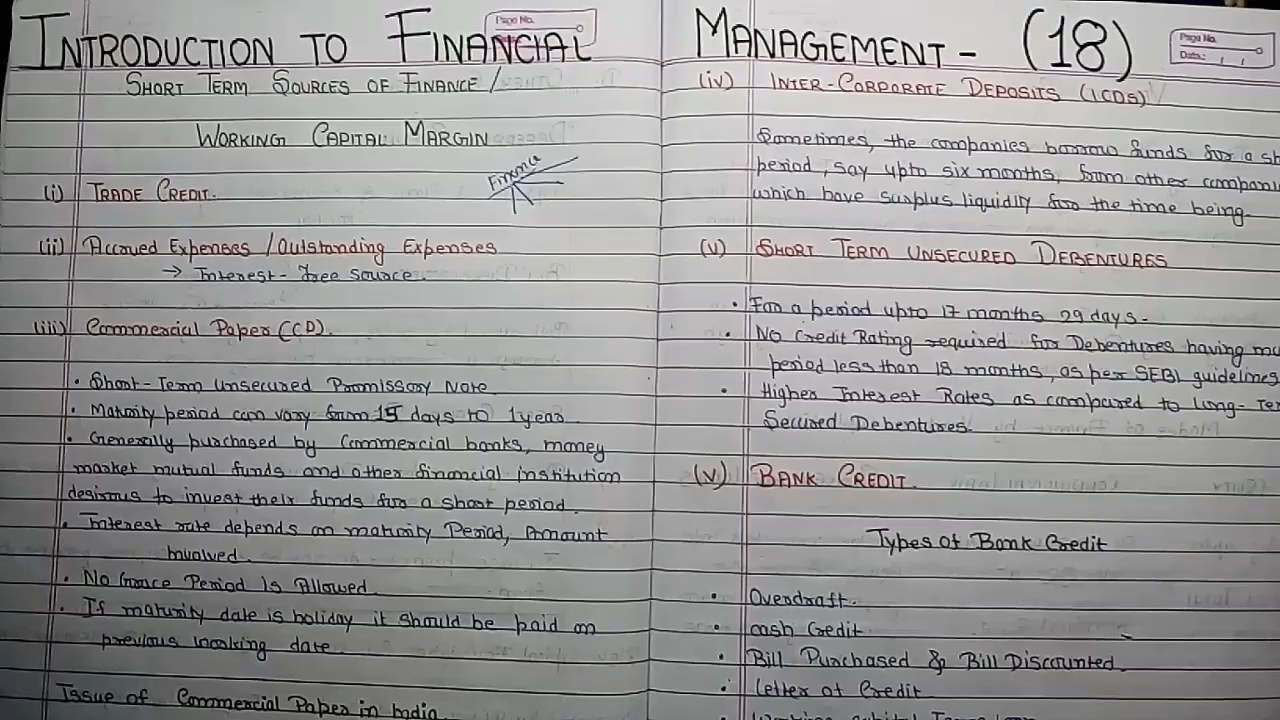 INTRODUCTION TO FINANCIAL MANAGEMENT - (18)
Page No.
SHORT TERM SOURCES OF FINANCE /
WORKING CAPITAL MARGIN
Finance
(i) TRADE CREDIT.
(ii) Accrued Expenses / Outstanding Expenses
→ Interest - free source.
(iii) Commercial Paper (CP).
• Short-Term unsecured Promissory Note
• Maturity period can vary from 15 days to 1 year
• Generally purchased by Commercial banks, money
market mutual funds and other financial institution
desirous to invest their funds for a short period.
• Interest rate depends on maturity Period, Amount
involved.
• No Grace Period is Allowed
• If maturity date is holiday it should be paid on
previous working date
Issue of Commercial Paper in India
Page No.
Date:
(iv) INTER-CORPORATE DEPOSITS (ICDS)
Sometimes, the companies borrow funds for a
period, say upto six months, from other
which have surplus liquidity for the time being.
(v) SHORT TERM UNSECURED DEBENTURES
• For a period upto 17 months 29 days.
• No Credit Rating required for Debentures having
period less than 18 months, as per SEBI guidelines
• Higher Interest Rates as compared to long-
Secured Debentures.
(v) BANK CREDIT.
Types of Bank Credit
• Overdraft.
• Cash Credit
• Bill Purchased & Bill Discounted
• Letter of Credit